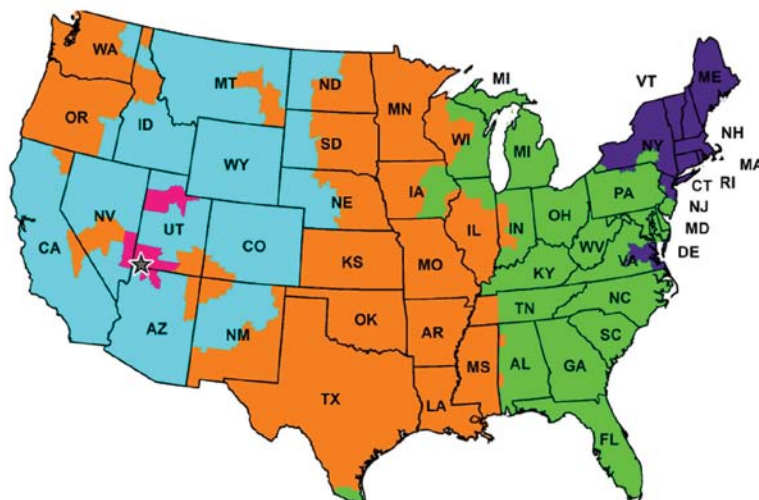 MI
VT
ME
WA
MT
ND
MN
OR
ID
SD
WI
MI
NY
NH
MA
WY
IA
PA
CT
RI
NJ
NV
UT
NE
IL
IN
OH
MD
CA
CO
KS
MO
WV
VA
DE
KY
AZ
NM
OK
AR
TN
NC
SC
MS
AL
GA
TX
LA
FL